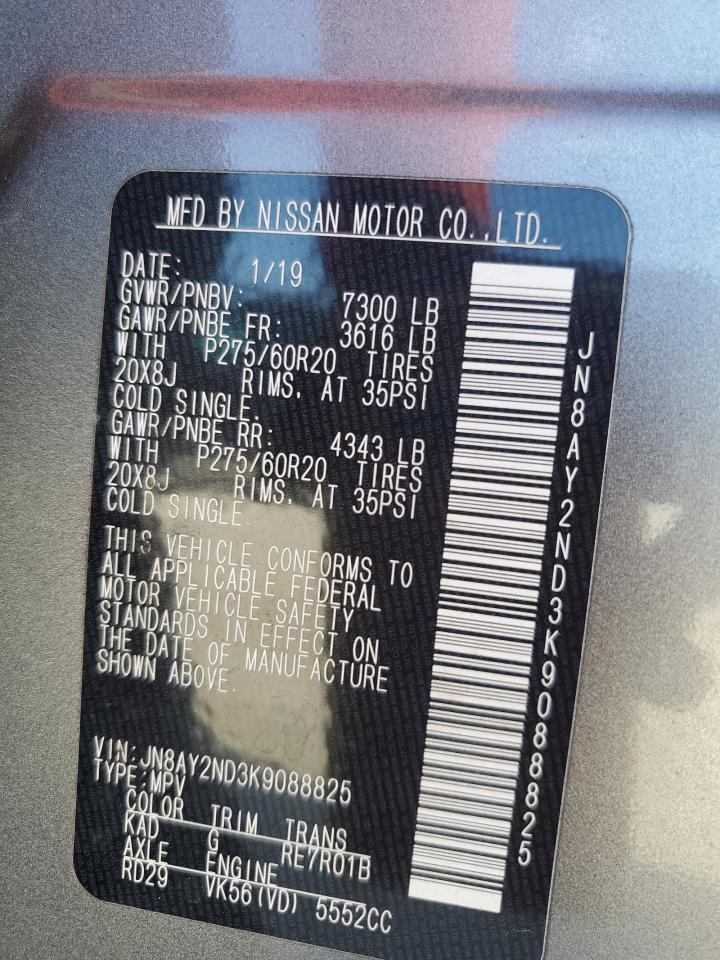 MFD BY NISSAN MOTOR CO.,LTD.
DATE: 1/19
GVWR/PNBV: 7300 LB
GAWR/PNBE FR: 3616 LB
WITH P275/60R20 TIRES
20X8J RIMS, AT 35PSI
COLD SINGLE.
GAWR/PNBE RR: 4343 LB
WITH P275/60R20 TIRES
20X8J RIMS, AT 35PSI
COLD SINGLE.
THIS VEHICLE CONFORMS TO
ALL APPLICABLE FEDERAL
MOTOR VEHICLE SAFETY
STANDARDS IN EFFECT ON
THE DATE OF MANUFACTURE
SHOWN ABOVE.
VIN:JN8AY2ND3K9088825
TYPE:MPV
COLOR TRIM TRANS
KAD G RE7R01B
AXLE ENGINE
RD29 VK56(VD) 5552CC
JN8AY2ND3K9088825